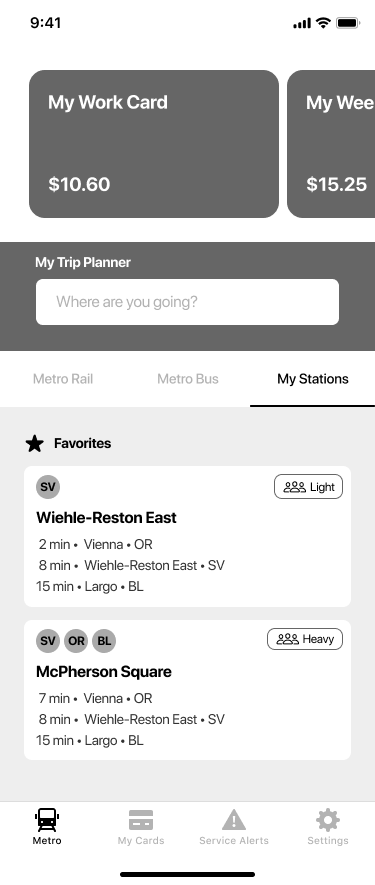 9:41
My Work Card
My Wee
$10.60
$15.25
My Trip Planner
Where are you going?
Metro Rail
Metro Bus
My Stations
Favorites
SV
Light
Wiehle-Reston East
2 min • Vienna • OR
8 min • Wiehle-Reston East • SV
15 min • Largo • BL
SV OR BL
Heavy
McPherson Square
7 min • Vienna • OR
8 min • Wiehle-Reston East • SV
15 min • Largo • BL
Metro
My Cards
Service Alerts
Settings